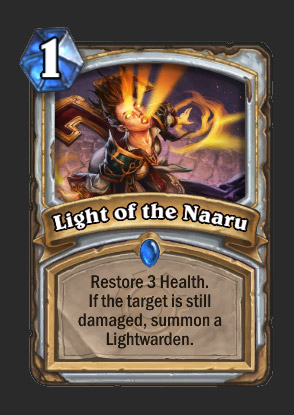 1
Light of the Naaru
Restore 3 Health.
If the target is still
damaged, summon a
Lightwarden.